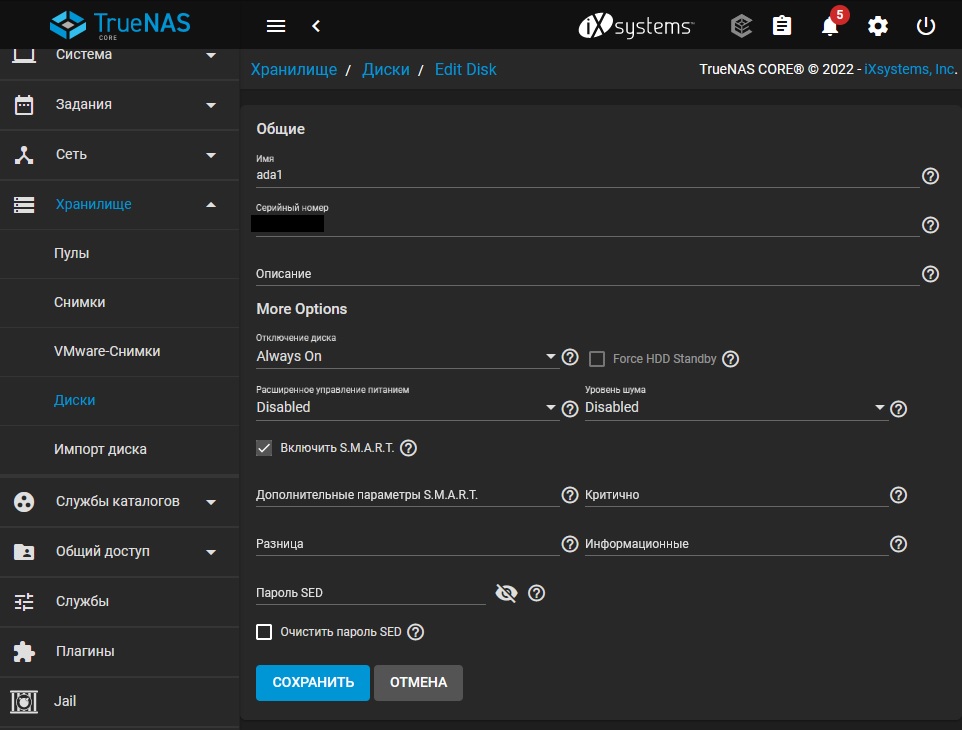 TrueNAS
CORE
iXsystems
5
Система
Задания
Сеть
Хранилище
Пулы
Снимки
VMware-Снимки
Диски
Импорт диска
Службы каталогов
Общий доступ
Службы
Плагины
Jail
Хранилище / Диски / Edit Disk
TrueNAS CORE® © 2022 - iXsystems, Inc.
Общие
Имя
ada1
Серийный номер
Описание
More Options
Отключение диска
Always On
Force HDD Standby
Расширенное управление питанием
Disabled
Уровень шума
Disabled
Включить S.M.A.R.T.
Дополнительные параметры S.M.A.R.T.
Критично
Разница
Информационные
Пароль SED
Очистить пароль SED
СОХРАНИТЬ
ОТМЕНА